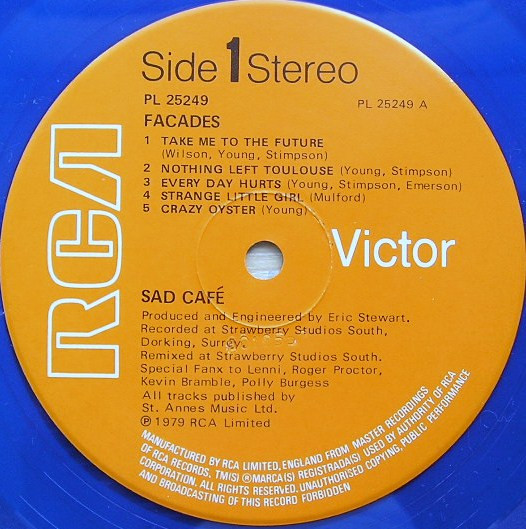 Side 1 Stereo
PL 25249
PL 25249 A
FACADES
1 TAKE ME TO THE FUTURE
(Wilson, Young, Stimpson)
2 NOTHING LEFT TOULOUSE (Young, Stimpson)
3 EVERY DAY HURTS (Young, Stimpson, Emerson)
4 STRANGE LITTLE GIRL (Mulford)
5 CRAZY OYSTER (Young)
RCA
Victor
SAD CAFÉ
Produced and Engineered by Eric Stewart.
Recorded at Strawberry Studios South,
Dorking, Surrey.
Remixed at Strawberry Studios South.
Special Fanx to Lenni, Roger Proctor,
Kevin Bramble, Polly Burgess
All tracks published by
St. Annes Music Ltd.
Ⓟ 1979 RCA Limited
MANUFACTURED BY RCA LIMITED, ENGLAND FROM MASTER RECORDINGS
OF RCA RECORDS. TM(S) ® MARCA(S) REGISTRADA(S) USED BY AUTHORITY OF RCA
CORPORATION. ALL RIGHTS RESERVED. UNAUTHORISED COPYING, PUBLIC PERFORMANCE
AND BROADCASTING OF THIS RECORD FORBIDDEN